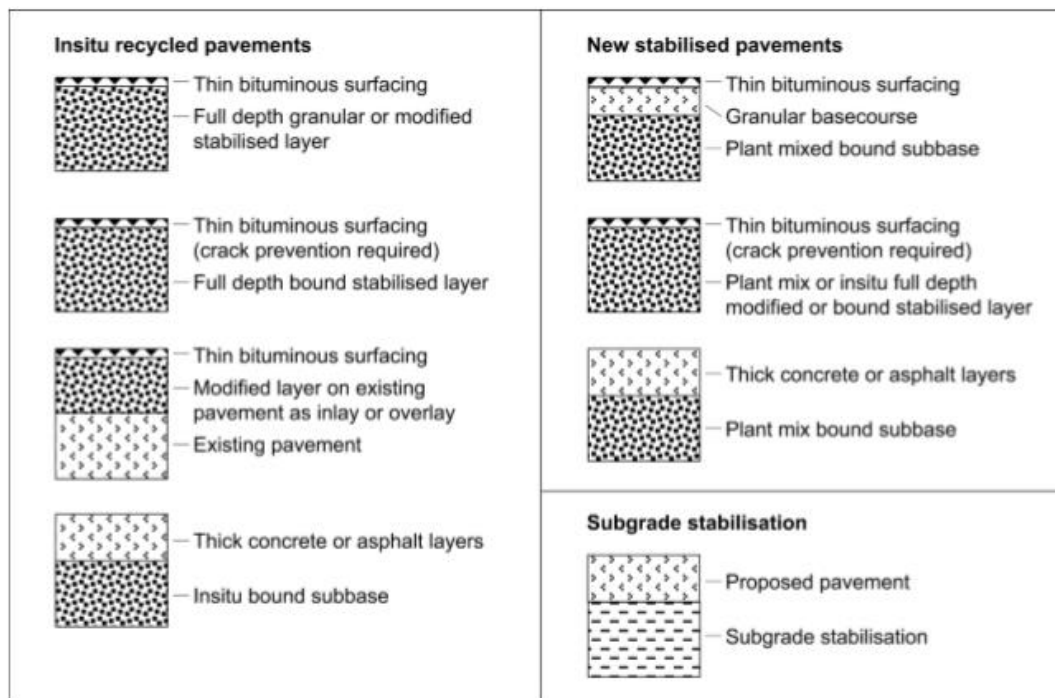 Insitu recycled pavements
Thin bituminous surfacing
Full depth granular or modified
stabilised layer
Thin bituminous surfacing
(crack prevention required)
Full depth bound stabilised layer
Thin bituminous surfacing
Modified layer on existing
pavement as inlay or overlay
Existing pavement
Thick concrete or asphalt layers
Insitu bound subbase
New stabilised pavements
Thin bituminous surfacing
Granular basecourse
Plant mixed bound subbase
Thin bituminous surfacing
(crack prevention required)
Plant mix or insitu full depth
modified or bound stabilised layer
Thick concrete or asphalt layers
Plant mix bound subbase
Subgrade stabilisation
Proposed pavement
Subgrade stabilisation